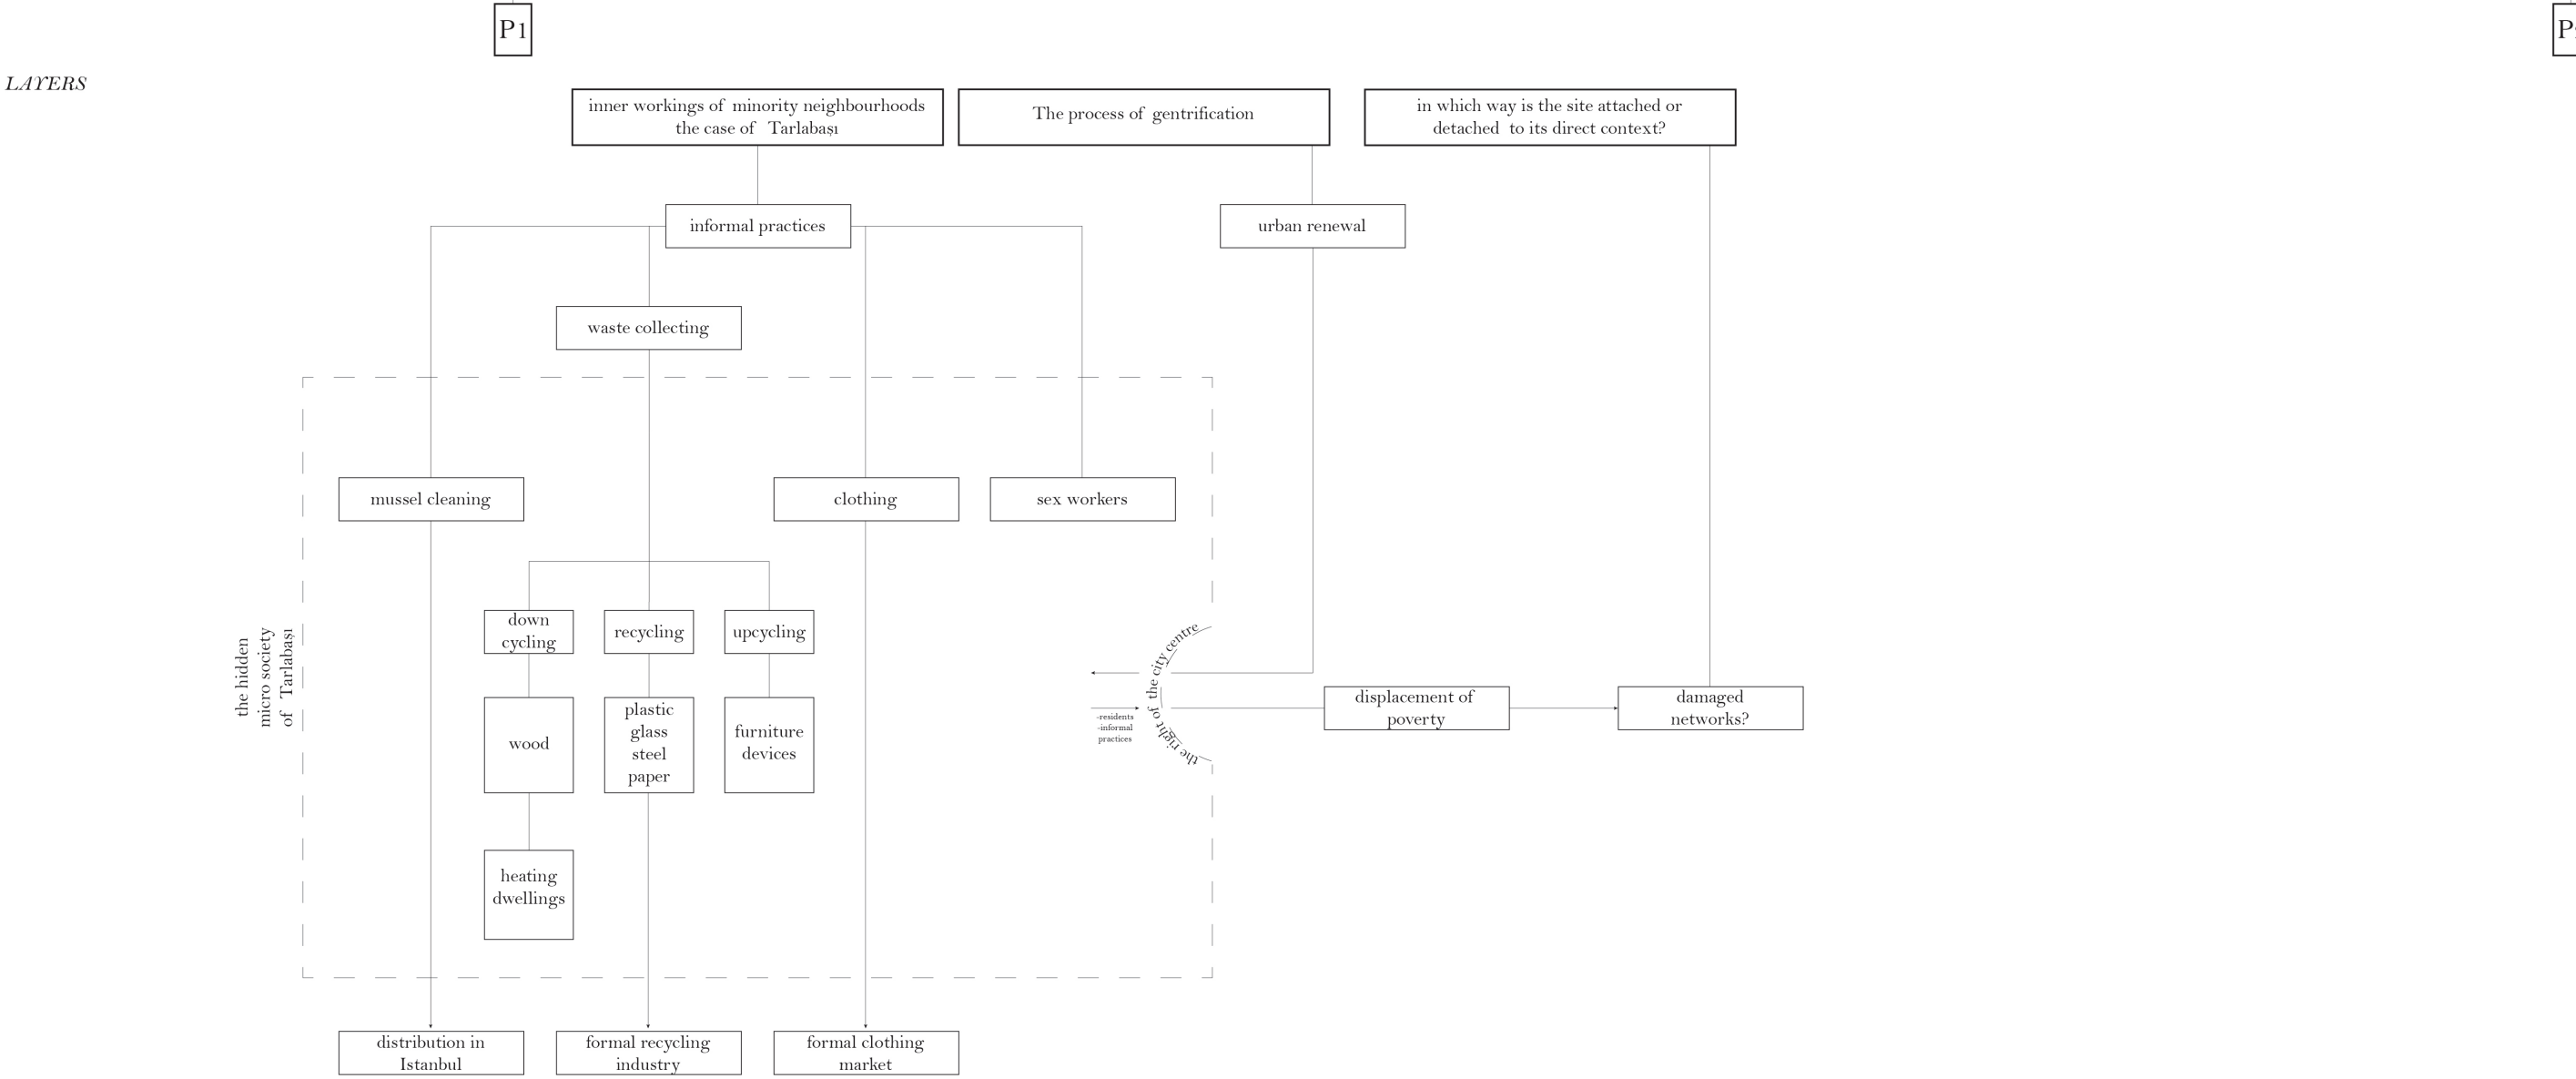 P1
LAYERS
inner workings of minority neighbourhoods
the case of Tarlabaşı
The process of gentrification
in which way is the site attached or
detached to its direct context?
informal practices
urban renewal
waste collecting
mussel cleaning
clothing
sex workers
the hidden
micro society
of Tarlabaşı
down
cycling
recycling
upcycling
wood
plastic
glass
steel
paper
furniture
devices
heating
dwellings
the right of the city centre
-residents
-informal
practices
displacement of
poverty
damaged
networks?
distribution in
Istanbul
formal recycling
industry
formal clothing
market